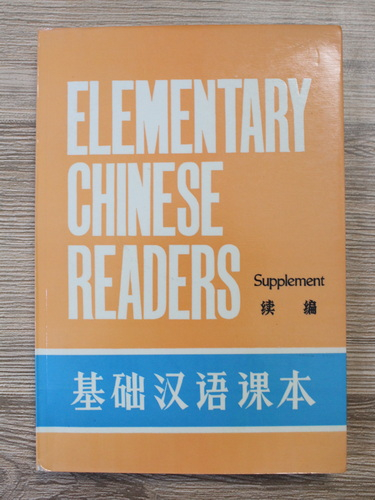 ELEMENTARY
CHINESE
READERS
Supplement
续 编
基础汉语课本